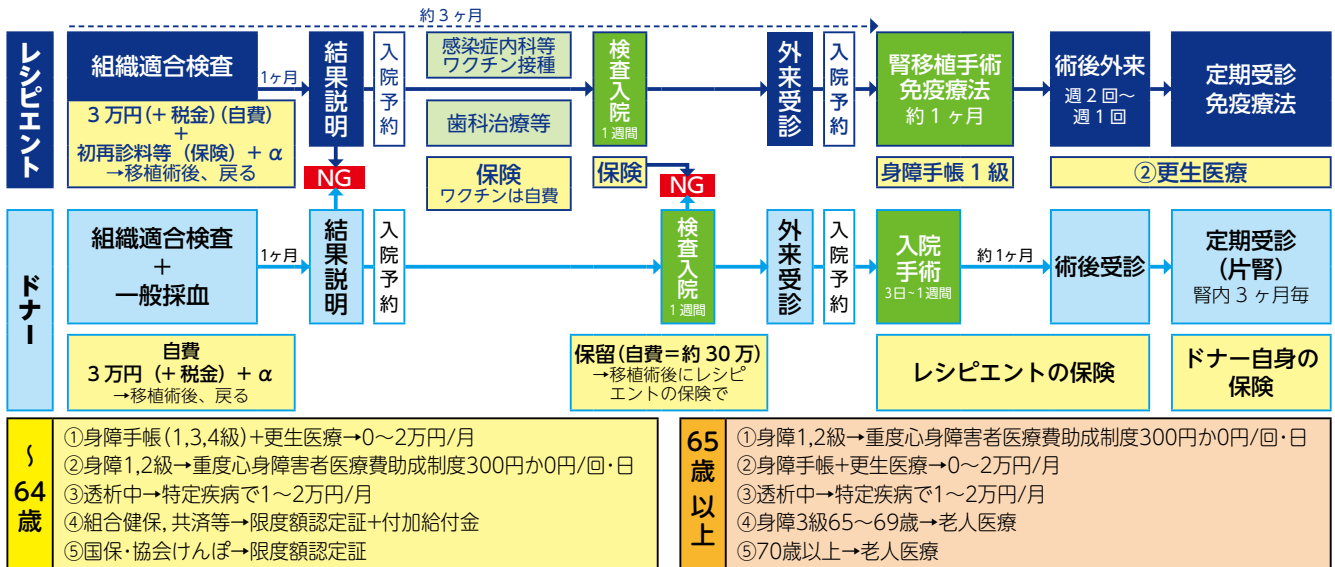 約3ヶ月
レシピエント
組織適合検査
3万円(+税金)(自費)
+
初再診料等(保険)+α
→移植術後、戻る
1ヶ月
結果説明
NG
入院予約
感染症内科等
ワクチン接種
歯科治療等
保険
ワクチンは自費
検査入院
1週間
保険
NG
外来受診
入院予約
腎移植手術
免疫療法
約1ヶ月
身障手帳1級
術後外来
週2回～
週1回
定期受診
免疫療法
②更生医療
ドナー
組織適合検査
+
一般採血
自費
3万円(+税金)+α
→移植術後、戻る
1ヶ月
結果説明
入院予約
検査入院
1週間
保留(自費=約30万)
→移植術後にレシピ
エントの保険で
外来受診
入院予約
入院
手術
3日~1週間
約1ヶ月
術後受診
レシピエントの保険
定期受診
(片腎)
腎内3ヶ月毎
ドナー自身の
保険
～64歳
①身障手帳(1,3,4級)+更生医療→0～2万円/月
②身障1,2級→重度心身障害者医療費助成制度300円か0円/回・日
③透析中→特定疾病で1～2万円/月
④組合健保,共済等→限度額認定証+付加給付金
⑤国保・協会けんぽ→限度額認定証
65歳以上
①身障1,2級→重度心身障害者医療費助成制度300円か0円/回・日
②身障手帳+更生医療→0～2万円/月
③透析中→特定疾病で1～2万円/月
④身障3級65～69歳→老人医療
⑤70歳以上→老人医療